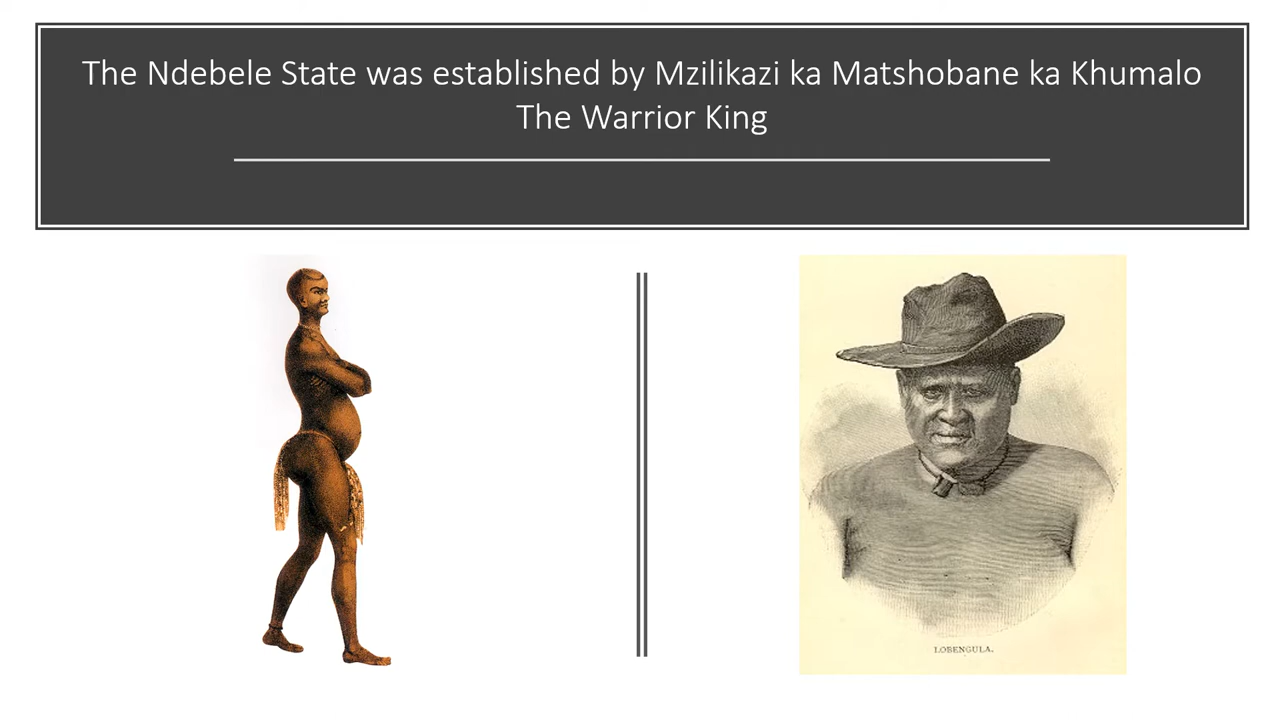 The Ndebele State was established by Mzilikazi ka Matshobane ka Khumalo
The Warrior King
LOBENGULA.